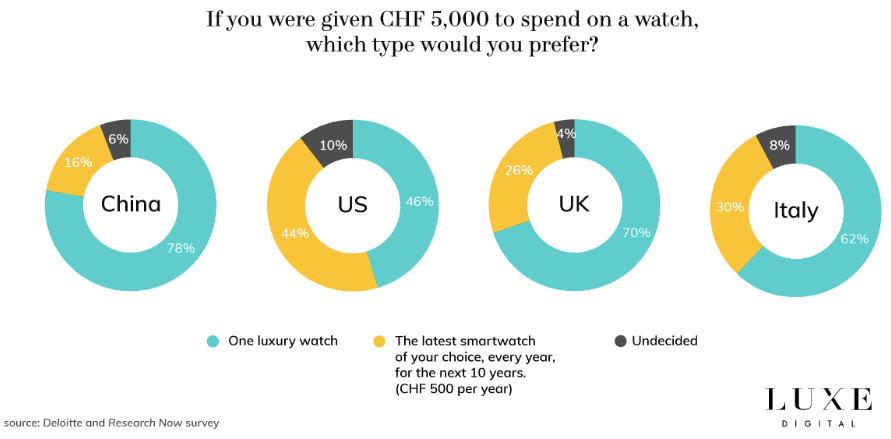 If you were given CHF 5,000 to spend on a watch,
which type would you prefer?
6%
16%
China
78%
10%
US
46%
44%
4%
26%
UK
70%
8%
30%
Italy
62%
One luxury watch
The latest smartwatch
of your choice, every year,
for the next 10 years.
(CHF 500 per year)
Undecided
LUXE
DIGITAL
source: Deloitte and Research Now survey